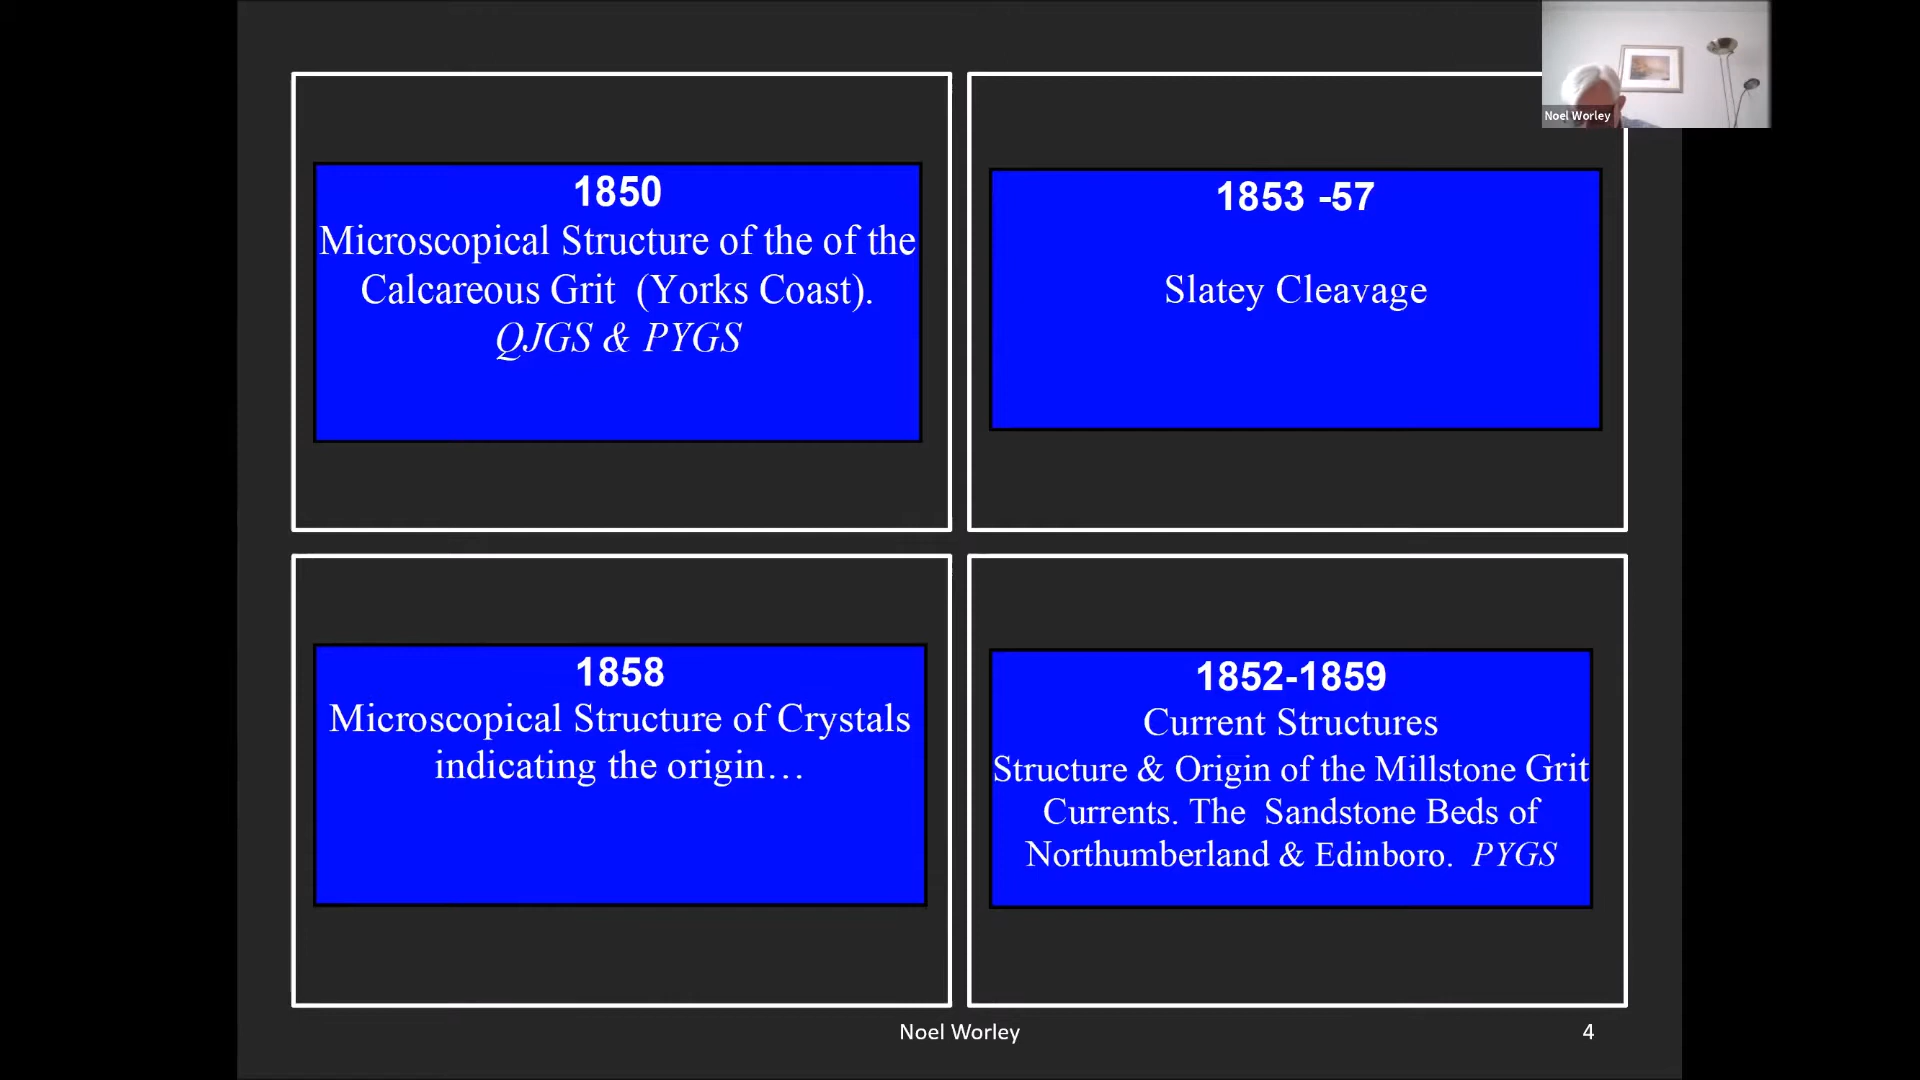 1850
Microscopical Structure of the of the
Calcareous Grit (Yorks Coast).
QJGS & PYGS
1853 -57
Slatey Cleavage
1858
Microscopical Structure of Crystals
indicating the origin…
1852-1859
Current Structures
Structure & Origin of the Millstone Grit
Currents. The Sandstone Beds of
Northumberland & Edinboro. PYGS
Noel Worley
4
Noel Worley